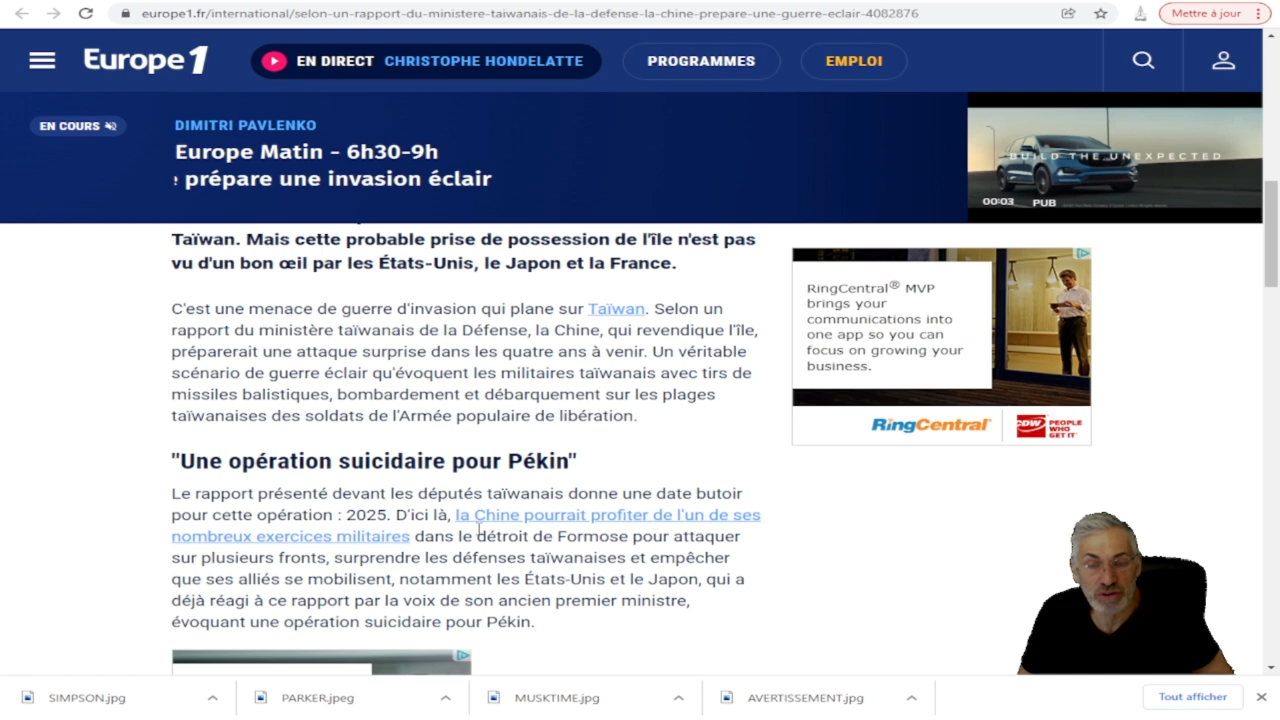 europe1.fr/international/selon-un-rapport-du-ministere-taiwanais-de-la-defense-la-chine-prepare-une-guerre-eclair-4082876
Mettre à jour
Europe 1
EN DIRECT CHRISTOPHE HONDELATTE
PROGRAMMES
EMPLOI
EN COURS
DIMITRI PAVLENKO
Europe Matin - 6h30-9h
prépare une invasion éclair
BUILD THE UNEXPECTED
00:03 PUB
Taïwan. Mais cette probable prise de possession de l'île n'est pas
vu d'un bon œil par les États-Unis, le Japon et la France.
C'est une menace de guerre d'invasion qui plane sur Taïwan. Selon un
rapport du ministère taïwanais de la Défense, la Chine, qui revendique l'île,
préparerait une attaque surprise dans les quatre ans à venir. Un véritable
scénario de guerre éclair qu'évoquent les militaires taïwanais avec tirs de
missiles balistiques, bombardement et débarquement sur les plages
taïwanaises des soldats de l'Armée populaire de libération.
"Une opération suicidaire pour Pékin"
Le rapport présenté devant les députés taïwanais donne une date butoir
pour cette opération : 2025. D'ici là, la Chine pourrait profiter de l'un de ses
nombreux exercices militaires dans le détroit de Formose pour attaquer
sur plusieurs fronts, surprendre les défenses taïwanaises et empêcher
que ses alliés se mobilisent, notamment les États-Unis et le Japon, qui a
déjà réagi à ce rapport par la voix de son ancien premier ministre,
évoquant une opération suicidaire pour Pékin.
RingCentral® MVP
brings your
communications into
one app so you can
focus on growing your
business.
RingCentral®
CDW
PEOPLE
WHO
GET IT
SIMPSON.jpg
PARKER.jpeg
MUSKTIME.jpg
AVERTISSEMENT.jpg
Tout afficher